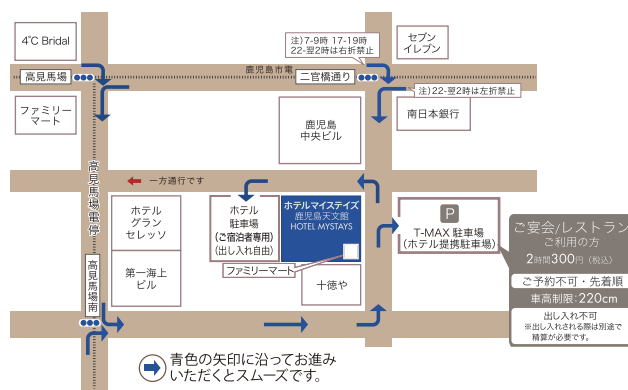 4℃ Bridal
高見馬場
ファミリー
マート
鹿児島市電
注)7-9時 17-19時
22-翌2時は右折禁止
二官橋通り
セブン
イレブン
注)22-翌2時は左折禁止
南日本銀行
鹿児島
中央ビル
高見馬場電停
一方通行です
ホテル
グラン
セレッソ
第一海上
ビル
ホテル
駐車場
(ご宿泊者専用)
(出し入れ自由)
ホテルマイステイズ
鹿児島天文館
HOTEL MYSTAYS
ファミリーマート
十徳や
P
T-MAX 駐車場
(ホテル提携駐車場)
ご宴会/レストラン
ご利用の方
2時間300円(税込)
ご予約不可・先着順
車高制限:220cm
出し入れ不可
※出し入れされる際は別途で
精算が必要です。
高見馬場南
青色の矢印に沿ってお進み
いただくとスムーズです。